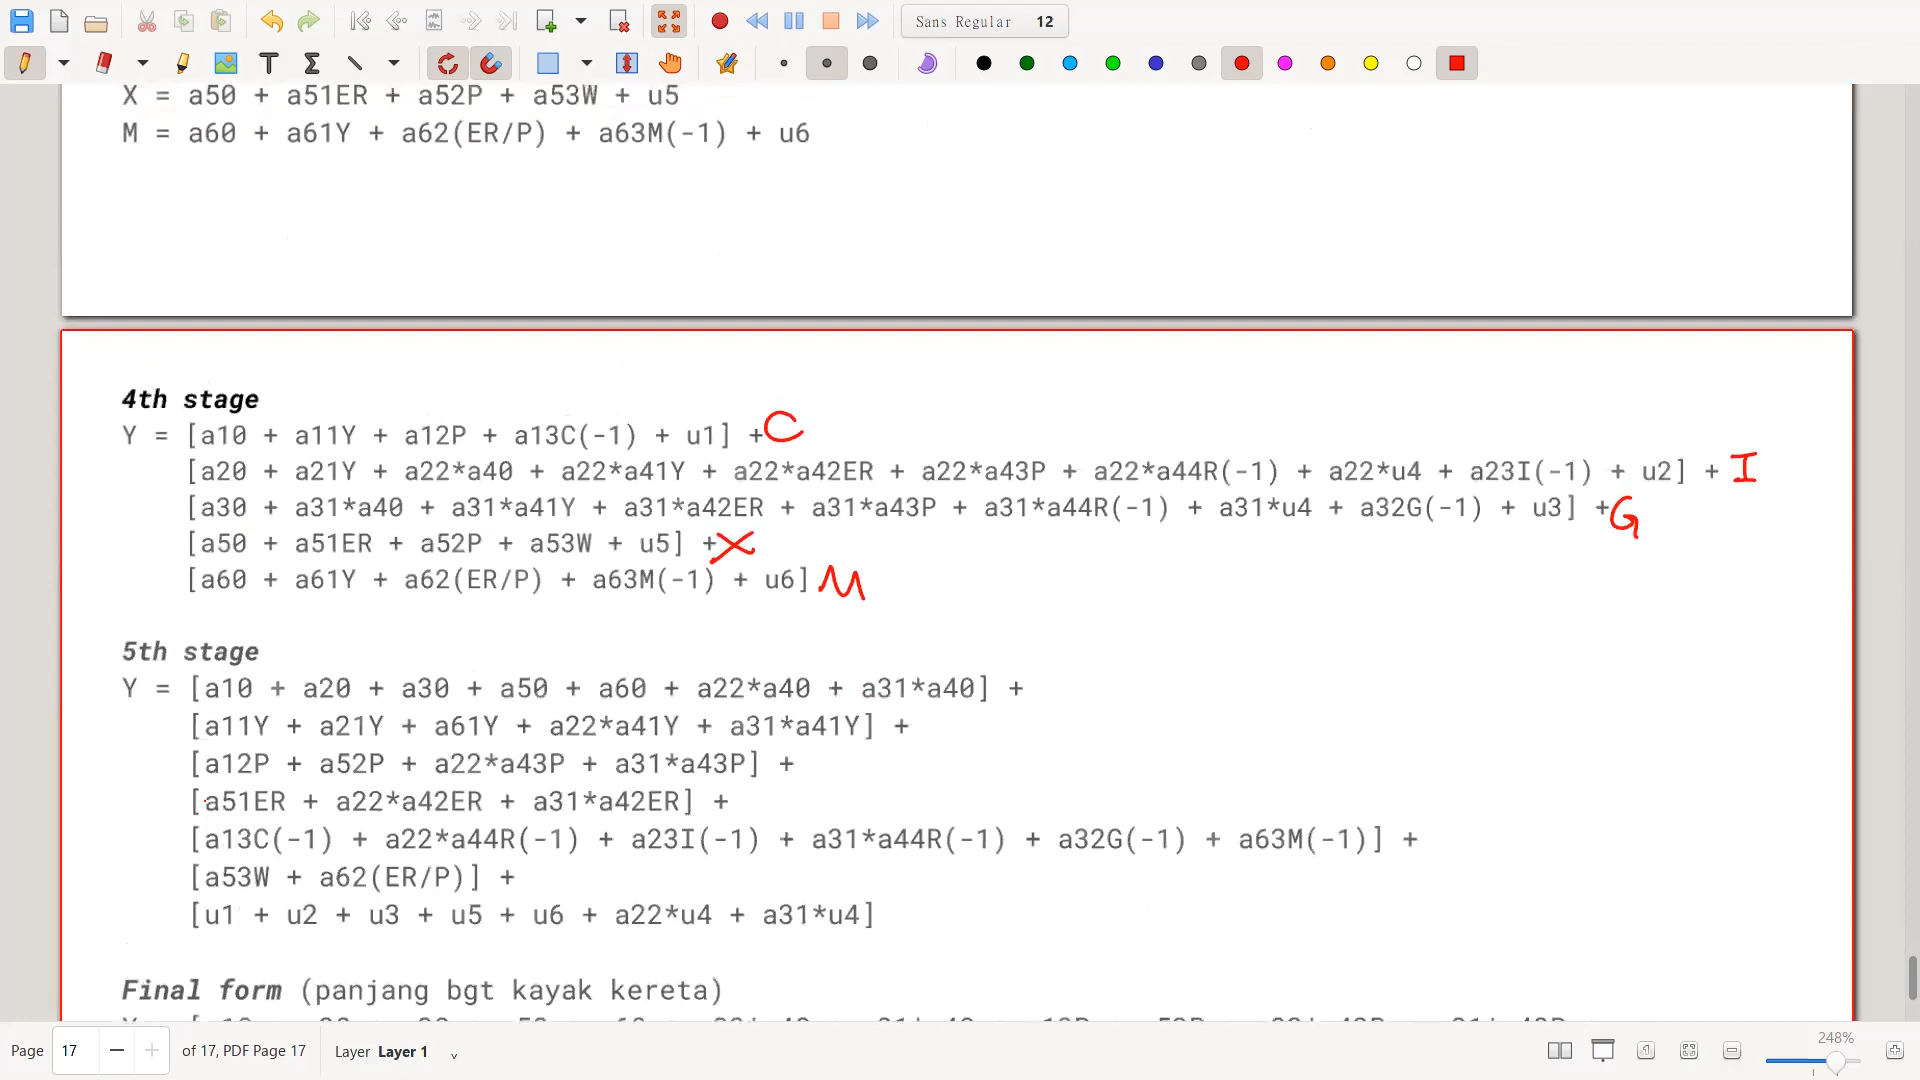 Sans Regular 12
X = a50 + a51ER + a52P + a53W + u5
M = a60 + a61Y + a62(ER/P) + a63M(-1) + u6
4th stage
Y = [a10 + a11Y + a12P + a13C(-1) + u1] + C
[a20 + a21Y + a22*a40 + a22*a41Y + a22*a42ER + a22*a43P + a22*a44R(-1) + a22*u4 + a23I(-1) + u2] + I
[a30 + a31*a40 + a31*a41Y + a31*a42ER + a31*a43P + a31*a44R(-1) + a31*u4 + a32G(-1) + u3] + G
[a50 + a51ER + a52P + a53W + u5] + X
[a60 + a61Y + a62(ER/P) + a63M(-1) + u6] M
5th stage
Y = [a10 + a20 + a30 + a50 + a60 + a22*a40 + a31*a40] +
[a11Y + a21Y + a61Y + a22*a41Y + a31*a41Y] +
[a12P + a52P + a22*a43P + a31*a43P] +
[a51ER + a22*a42ER + a31*a42ER] +
[a13C(-1) + a22*a44R(-1) + a23I(-1) + a31*a44R(-1) + a32G(-1) + a63M(-1)] +
[a53W + a62(ER/P)] +
[u1 + u2 + u3 + u5 + u6 + a22*u4 + a31*u4]
Final form (panjang bgt kayak kereta)
Page 17 of 17, PDF Page 17 Layer Layer 1 248%